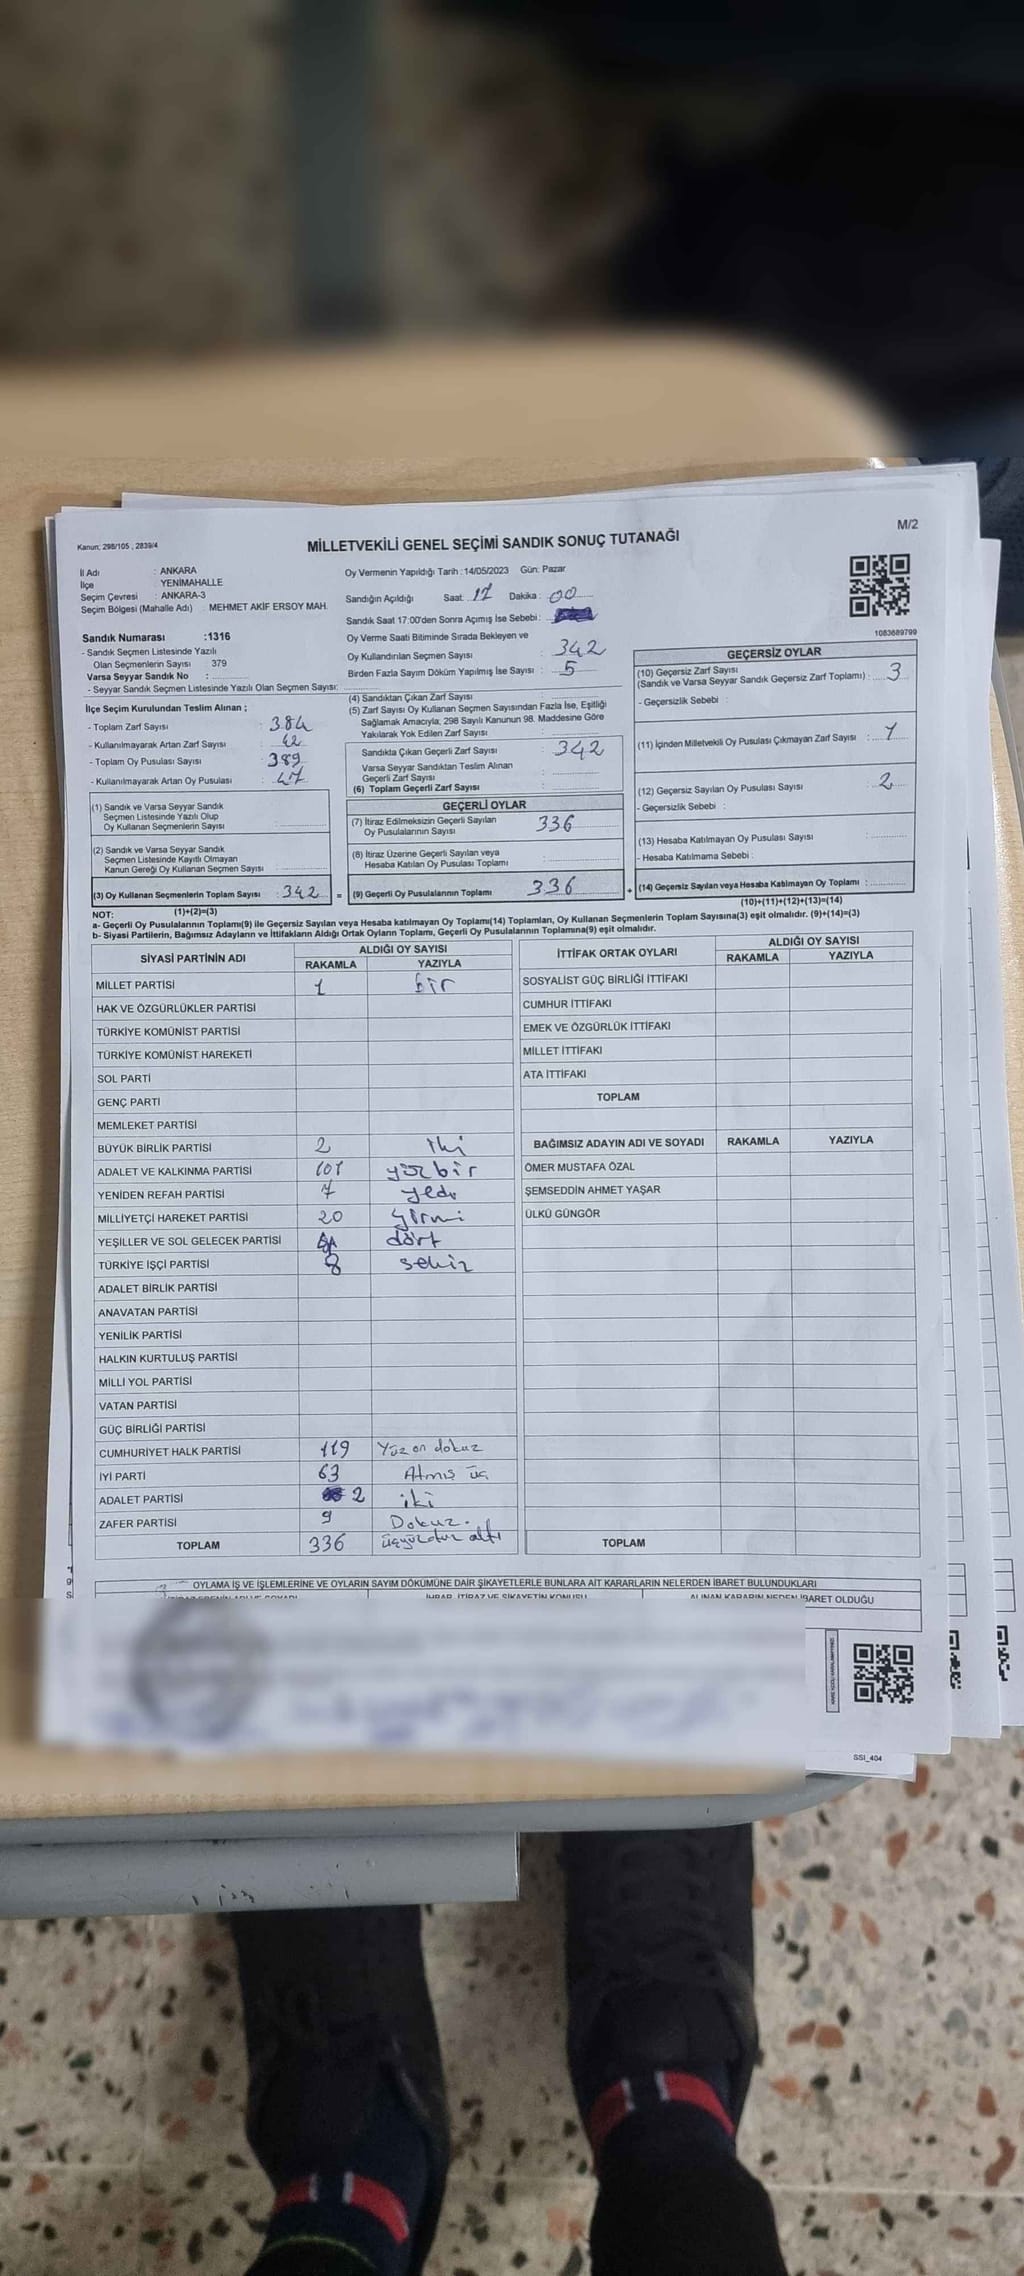 M/2
Kanun; 298/105 , 2839/4
MİLLETVEKİLİ GENEL SEÇİMİ SANDIK SONUÇ TUTANAĞI
İl Adı : ANKARA
İlçe : YENİMAHALLE
Seçim Çevresi : ANKARA-3
Seçim Bölgesi (Mahalle Adı) : MEHMET AKİF ERSOY MAH.
Oy Vermenin Yapıldığı Tarih : 14/05/2023 Gün: Pazar
Sandığın Açıldığı Saat: 17 Dakika : 00
Sandık Saat 17:00'den Sonra Açımış İse Sebebi :
Oy Verme Saati Bitiminde Sırada Bekleyen ve
Oy Kullandırılan Seçmen Sayısı : 342
Birden Fazla Sayım Döküm Yapılmış İse Sayısı : 5
1083689799
Sandık Numarası :1316
- Sandık Seçmen Listesinde Yazılı
Olan Seçmenlerin Sayısı : 379
Varsa Seyyar Sandık No :
- Seyyar Sandık Seçmen Listesinde Yazılı Olan Seçmen Sayısı:
İlçe Seçim Kurulundan Teslim Alınan ;
- Toplam Zarf Sayısı : 384
- Kullanılmayarak Artan Zarf Sayısı : 42
- Toplam Oy Pusulası Sayısı : 389
- Kullanılmayarak Artan Oy Pusulası : 47
(1) Sandık ve Varsa Seyyar Sandık
Seçmen Listesinde Yazılı Olup
Oy Kullanan Seçmenlerin Sayısı :
(2) Sandık ve Varsa Seyyar Sandık
Seçmen Listesinde Kayıtlı Olmayan
Kanun Gereği Oy Kullanan Seçmen Sayısı :
(3) Oy Kullanan Seçmenlerin Toplam Sayısı : 342 =
(1)+(2)=(3)
(4) Sandıktan Çıkan Zarf Sayısı :
(5) Zarf Sayısı Oy Kullanan Seçmen Sayısından Fazla İse, Eşitliği
Sağlamak Amacıyla; 298 Sayılı Kanunun 98. Maddesine Göre
Yakılarak Yok Edilen Zarf Sayısı :
Sandıkta Çıkan Geçerli Zarf Sayısı : 342
Varsa Seyyar Sandıktan Teslim Alınan
Geçerli Zarf Sayısı :
(6) Toplam Geçerli Zarf Sayısı :
GEÇERLİ OYLAR
(7) İtiraz Edilmeksizin Geçerli Sayılan
Oy Pusulalarının Sayısı : 336
(8) İtiraz Üzerine Geçerli Sayılan veya
Hesaba Katılan Oy Pusulası Toplamı :
(9) Geçerli Oy Pusulalarının Toplamı : 336 +
GEÇERSİZ OYLAR
(10) Geçersiz Zarf Sayısı
(Sandık ve Varsa Seyyar Sandık Geçersiz Zarf Toplamı) : 3
- Geçersizlik Sebebi :
(11) İçinden Milletvekili Oy Pusulası Çıkmayan Zarf Sayısı : 1
(12) Geçersiz Sayılan Oy Pusulası Sayısı : 2
- Geçersizlik Sebebi :
(13) Hesaba Katılmayan Oy Pusulası Sayısı :
- Hesaba Katılmama Sebebi :
(14) Geçersiz Sayılan veya Hesaba Katılmayan Oy Toplamı :
(10)+(11)+(12)+(13)=(14)
NOT:
a- Geçerli Oy Pusulalarının Toplamı(9) ile Geçersiz Sayılan veya Hesaba katılmayan Oy Toplamı(14) Toplamları, Oy Kullanan Seçmenlerin Toplam Sayısına(3) eşit olmalıdır. (9)+(14)=(3)
b- Siyasi Partilerin, Bağımsız Adayların ve İttifakların Aldığı Ortak Oyların Toplamı, Geçerli Oy Pusulalarının Toplamına(9) eşit olmalıdır.
SİYASİ PARTİNİN ADI ALDIĞI OY SAYISI
RAKAMLA YAZIYLA
MİLLET PARTİSİ 1 bir
HAK VE ÖZGÜRLÜKLER PARTİSİ
TÜRKİYE KOMÜNİST PARTİSİ
TÜRKİYE KOMÜNİST HAREKETİ
SOL PARTİ
GENÇ PARTİ
MEMLEKET PARTİSİ
BÜYÜK BİRLİK PARTİSİ 2 iki
ADALET VE KALKINMA PARTİSİ 101 yüzbir
YENİDEN REFAH PARTİSİ 7 yedi
MİLLİYETÇİ HAREKET PARTİSİ 20 yirmi
YEŞİLLER VE SOL GELECEK PARTİSİ dört
TÜRKİYE İŞÇİ PARTİSİ 8 sekiz
ADALET BİRLİK PARTİSİ
ANAVATAN PARTİSİ
YENİLİK PARTİSİ
HALKIN KURTULUŞ PARTİSİ
MİLLİ YOL PARTİSİ
VATAN PARTİSİ
GÜÇ BİRLİĞİ PARTİSİ
CUMHURİYET HALK PARTİSİ 119 Yüz on dokuz
İYİ PARTİ 63 Atmış üç
ADALET PARTİSİ 2 iki
ZAFER PARTİSİ 9 Dokuz.
TOPLAM 336 üçyüzotuz altı
İTTİFAK ORTAK OYLARI ALDIĞI OY SAYISI
RAKAMLA YAZIYLA
SOSYALİST GÜÇ BİRLİĞİ İTTİFAKI
CUMHUR İTTİFAKI
EMEK VE ÖZGÜRLÜK İTTİFAKI
MİLLET İTTİFAKI
ATA İTTİFAKI
TOPLAM
BAĞIMSIZ ADAYIN ADI VE SOYADI RAKAMLA YAZIYLA
ÖMER MUSTAFA ÖZAL
ŞEMSEDDİN AHMET YAŞAR
ÜLKÜ GÜNGÖR
TOPLAM
OYLAMA İŞ VE İŞLEMLERİNE VE OYLARIN SAYIM DÖKÜMÜNE DAİR ŞİKAYETLERLE BUNLARA AİT KARARLARIN NELERDEN İBARET BULUNDUKLARI
İHBAR, İTİRAZ VE ŞİKAYETİN KONUSU ALINAN KARARIN NEDEN İBARET OLDUĞU
SSI_404